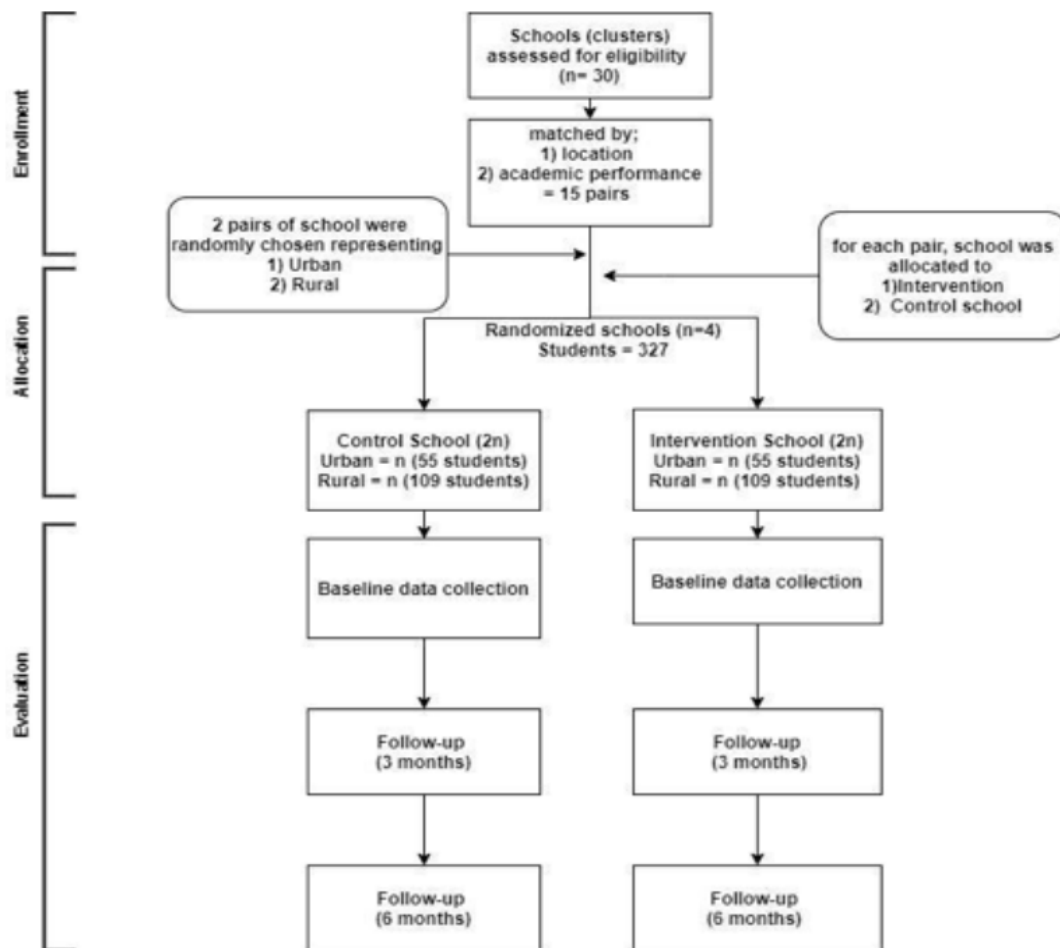 Enrollment
Schools (clusters)
assessed for eligibility
(n= 30)
matched by;
1) location
2) academic performance
= 15 pairs
2 pairs of school were
randomly chosen representing
1) Urban
2) Rural
for each pair, school was
allocated to
1)Intervention
2) Control school
Allocation
Randomized schools (n=4)
Students = 327
Control School (2n)
Urban = n (55 students)
Rural = n (109 students)
Intervention School (2n)
Urban = n (55 students)
Rural = n (109 students)
Evaluation
Baseline data collection
Baseline data collection
Follow-up
(3 months)
Follow-up
(3 months)
Follow-up
(6 months)
Follow-up
(6 months)